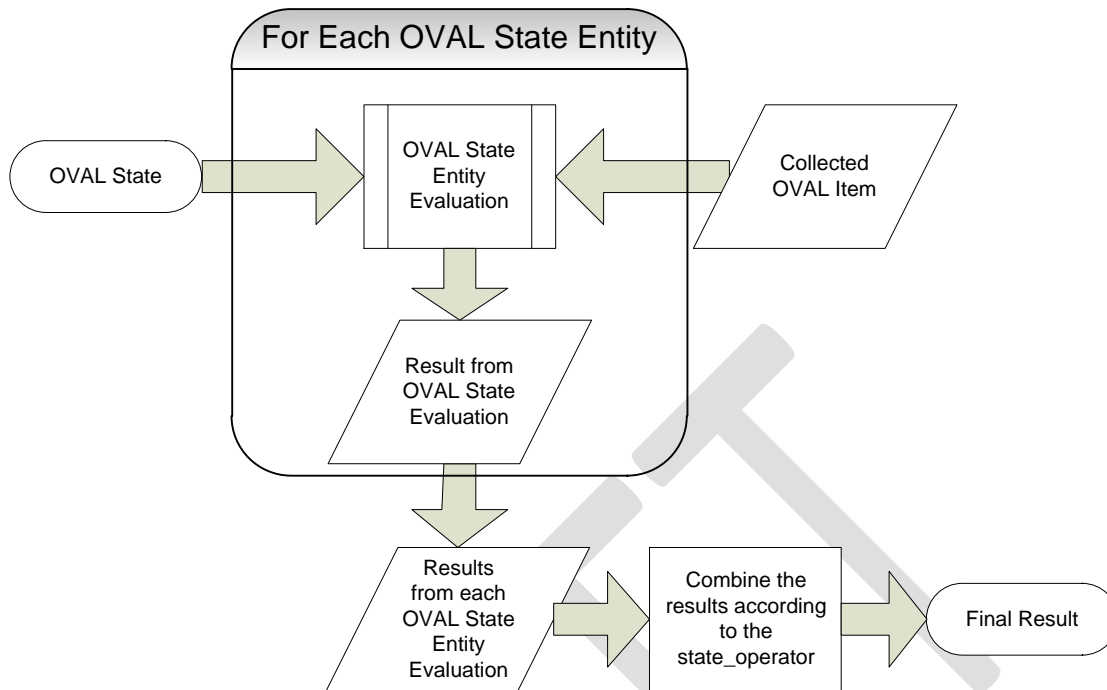 For Each OVAL State Entity
OVAL State
OVAL State
Entity
Evaluation
Collected
OVAL Item
Result from
OVAL State
Evaluation
Results
from each
OVAL State
Entity
Evaluation
Combine the
results according
to the
state_operator
Final Result